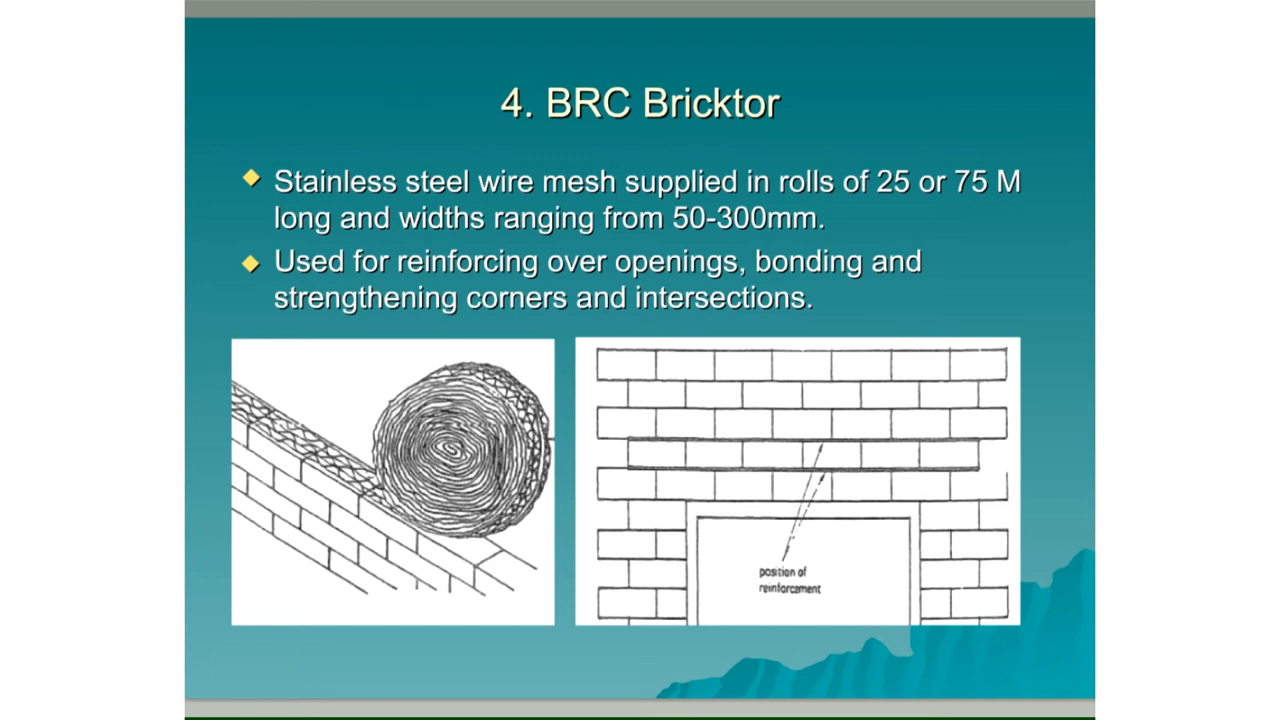 4. BRC Bricktor
Stainless steel wire mesh supplied in rolls of 25 or 75 M
long and widths ranging from 50-300mm.
Used for reinforcing over openings, bonding and
strengthening corners and intersections.
position of
reinforcement